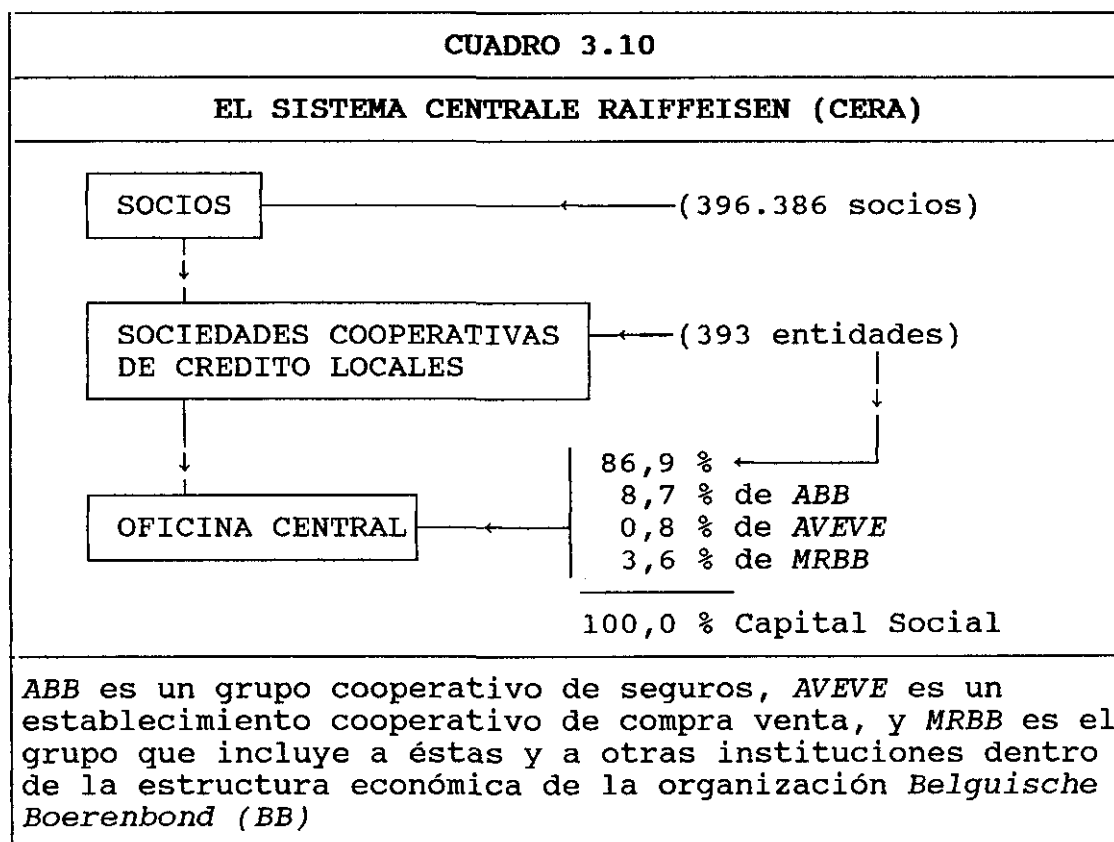 CUADRO 3.10
EL SISTEMA CENTRALE RAIFFEISEN (CERA)
SOCIOS
(396.386 socios)
SOCIEDADES COOPERATIVAS
DE CREDITO LOCALES
(393 entidades)
OFICINA CENTRAL
86,9 %
8,7 % de ABB
0,8 % de AVEVE
3,6 % de MRBB
100,0 % Capital Social
ABB es un grupo cooperativo de seguros, AVEVE es un
establecimiento cooperativo de compra venta, y MRBB es el
grupo que incluye a éstas y a otras instituciones dentro
de la estructura económica de la organización Belguische
Boerenbond (BB)